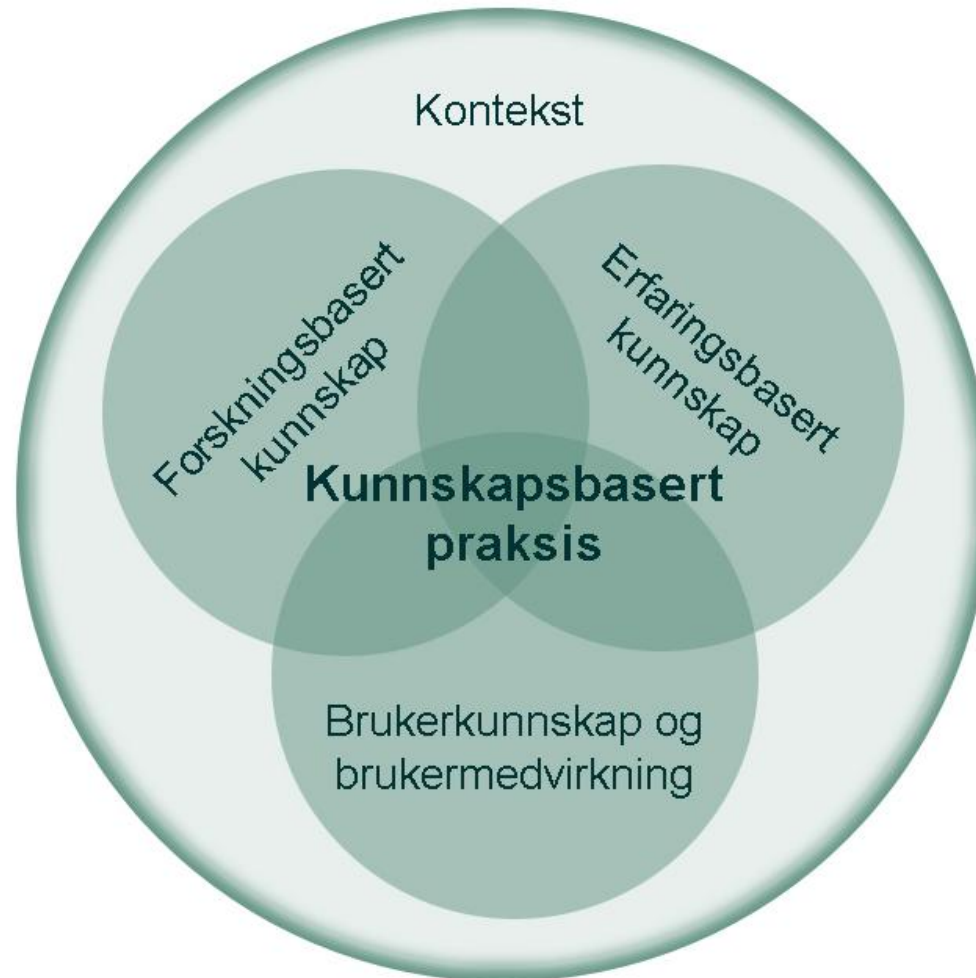 Kontekst
Forskningsbasert
kunnskap
Erfaringsbasert
kunnskap
Kunnskapsbasert
praksis
Brukerkunnskap og
brukermedvirkning